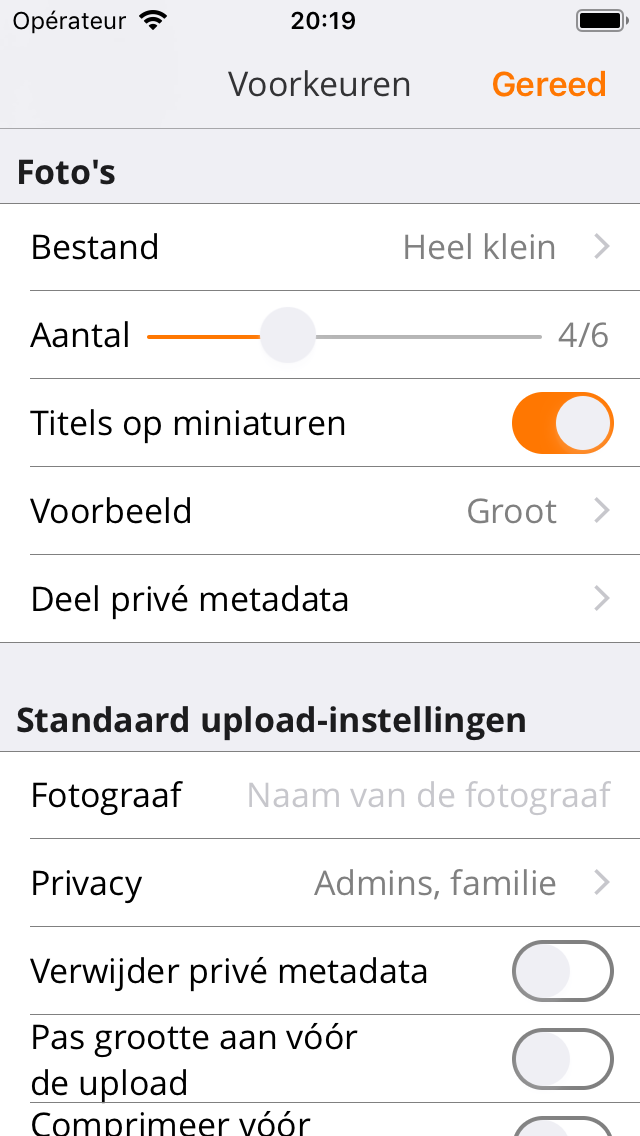 Opérateur 20:19
Voorkeuren Gereed
Foto's
Bestand Heel klein
Aantal 4/6
Titels op miniaturen
Voorbeeld Groot
Deel privé metadata
Standaard upload-instellingen
Fotograaf Naam van de fotograaf
Privacy Admins, familie
Verwijder privé metadata
Pas grootte aan vóór
de upload
Comprimeer vóór